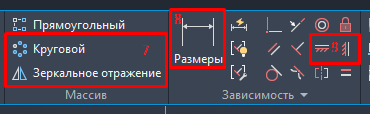 Прямоугольный
Круговой
Зеркальное отражение
Массив
Размеры
Зависимость